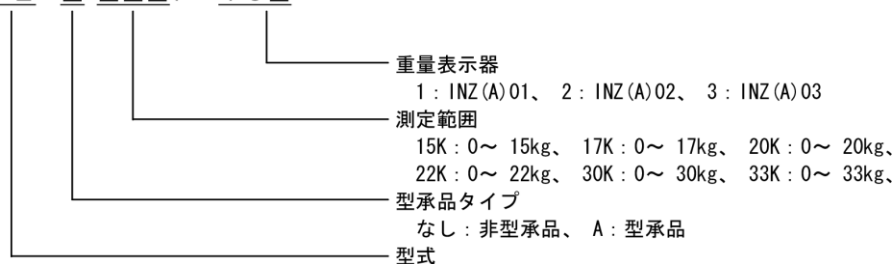 重量表示器
1：INZ(A)01、 2：INZ(A)02、 3：INZ(A)03
測定範囲
15K：0～ 15kg、 17K：0～ 17kg、 20K：0～ 20kg、
22K：0～ 22kg、 30K：0～ 30kg、 33K：0～ 33kg、
型承品タイプ
なし：非型承品、 A：型承品
型式